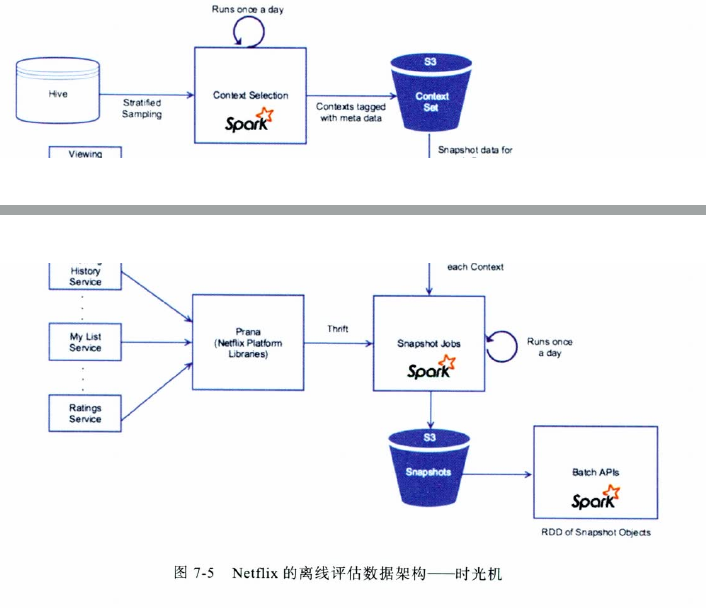 Runs once a day
S3
Hive
Context Selection
Context
Set
Stratified
Sampling
Spark
Contexts tagged
with meta data
Viewing
Snapshot data for
each Context
History
Service
Prana
(Netflix Platform
Libraries)
Thrift
My List
Service
Snapshot Jobs
Spark
Runs once
a day
Ratings
Service
S3
Snapshots
Batch APIs
Spark
RDD of Snapshot Objects
图 7-5 Netflix 的离线评估数据架构——时光机